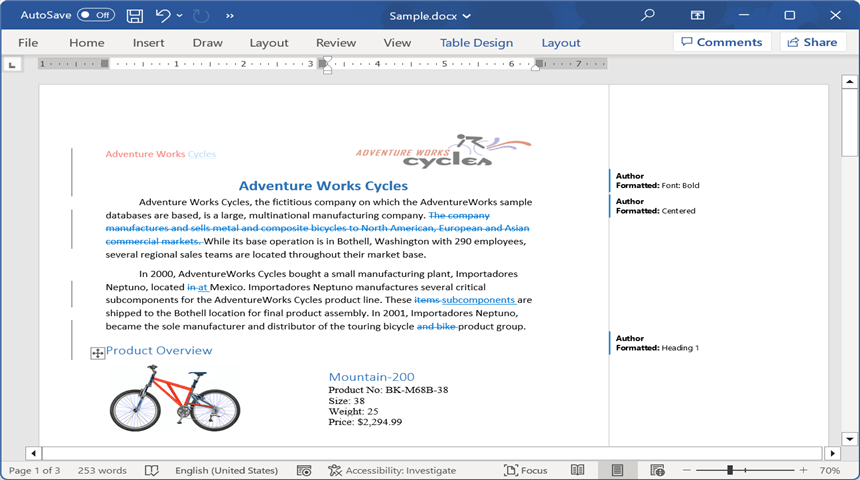 AutoSave Off Sample.docx
File Home Insert Draw Layout Review View Table Design Layout Comments Share
1 1 2 3 4 5 6 7
Adventure Works Cycles
ADVENTURE WORKS
cycles
Adventure Works Cycles
Adventure Works Cycles, the fictitious company on which the AdventureWorks sample
databases are based, is a large, multinational manufacturing company. The company
manufactures and sells metal and composite bicycles to North American, European and Asian
commercial markets. While its base operation is in Bothell, Washington with 290 employees,
several regional sales teams are located throughout their market base.
In 2000, AdventureWorks Cycles bought a small manufacturing plant, Importadores
Neptuno, located in at Mexico. Importadores Neptuno manufactures several critical
subcomponents for the AdventureWorks Cycles product line. These items subcomponents are
shipped to the Bothell location for final product assembly. In 2001, Importadores Neptuno,
became the sole manufacturer and distributor of the touring bicycle and bike product group.
Product Overview
Mountain-200
Product No: BK-M68B-38
Size: 38
Weight: 25
Price: $2,294.99
Author
Formatted: Font: Bold
Author
Formatted: Centered
Author
Formatted: Heading 1
Page 1 of 3 253 words English (United States) Accessibility: Investigate Focus 70%